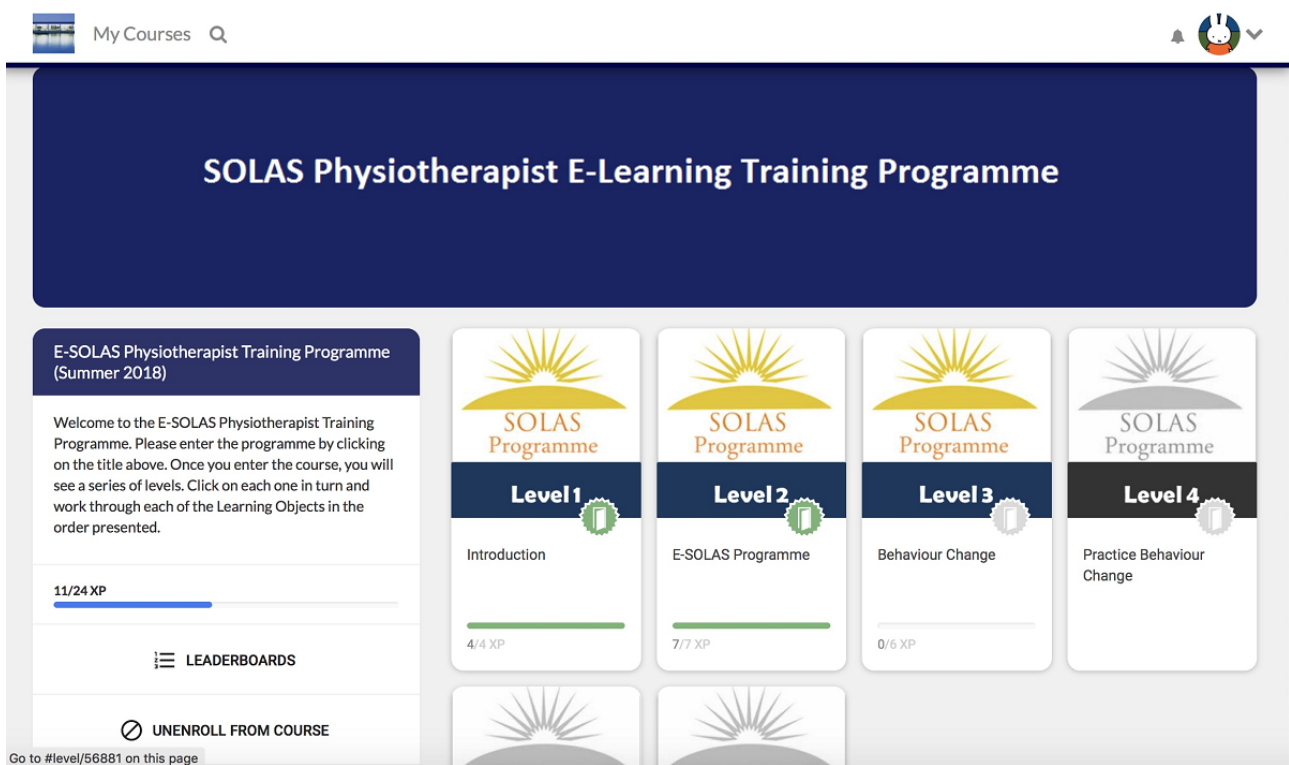 My Courses
SOLAS Physiotherapist E-Learning Training Programme
E-SOLAS Physiotherapist Training Programme
(Summer 2018)
Welcome to the E-SOLAS Physiotherapist Training
Programme. Please enter the programme by clicking
on the title above. Once you enter the course, you will
see a series of levels. Click on each one in turn and
work through each of the Learning Objects in the
order presented.
11/24 XP
LEADERBOARDS
UNENROLL FROM COURSE
SOLAS
Programme
Level 1
Introduction
4/4 XP
SOLAS
Programme
Level 2
E-SOLAS Programme
7/7 XP
SOLAS
Programme
Level 3
Behaviour Change
0/6 XP
SOLAS
Programme
Level 4
Practice Behaviour
Change
Go to #level/56881 on this page